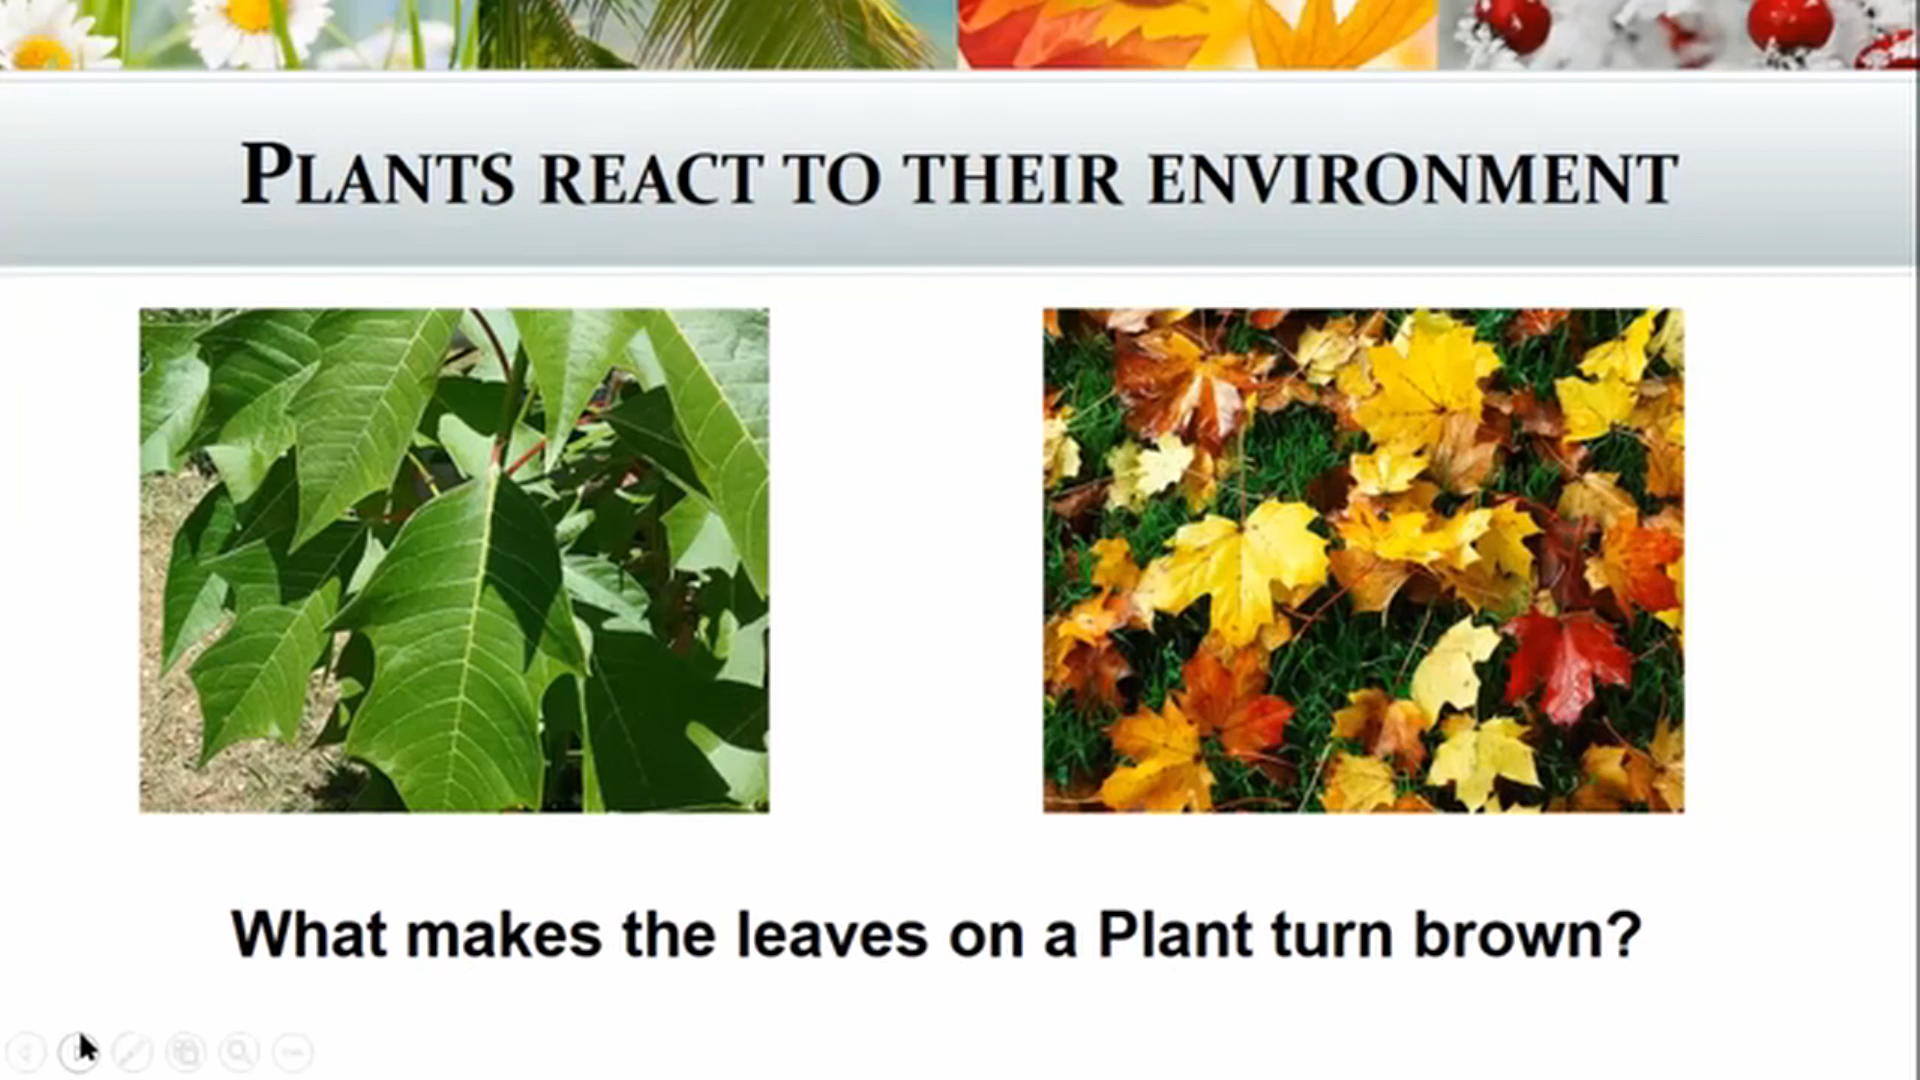 PLANTS REACT TO THEIR ENVIRONMENT
What makes the leaves on a Plant turn brown?